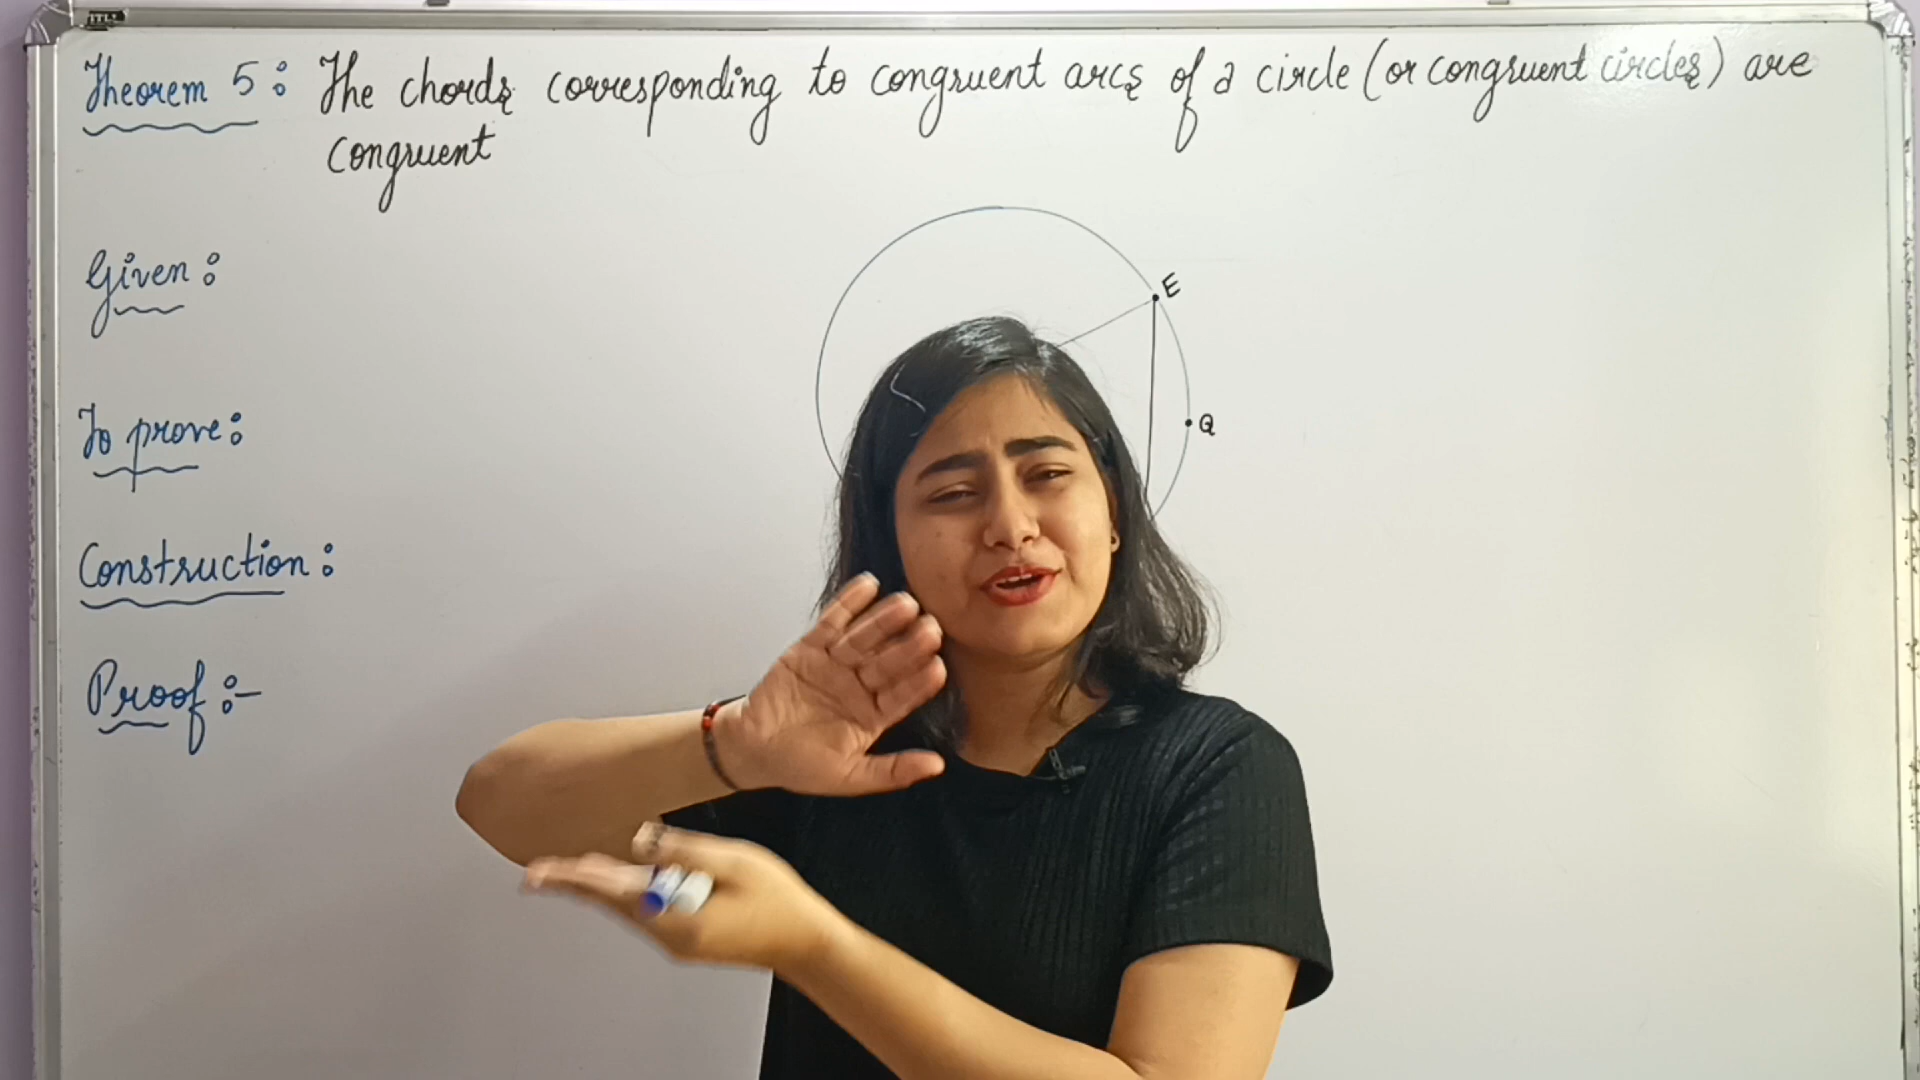 Theorem 5: The chords corresponding to congruent arcs of a circle (or congruent circles) are
congruent
Given:
E
Q
To prove:
Construction:
Proof:-